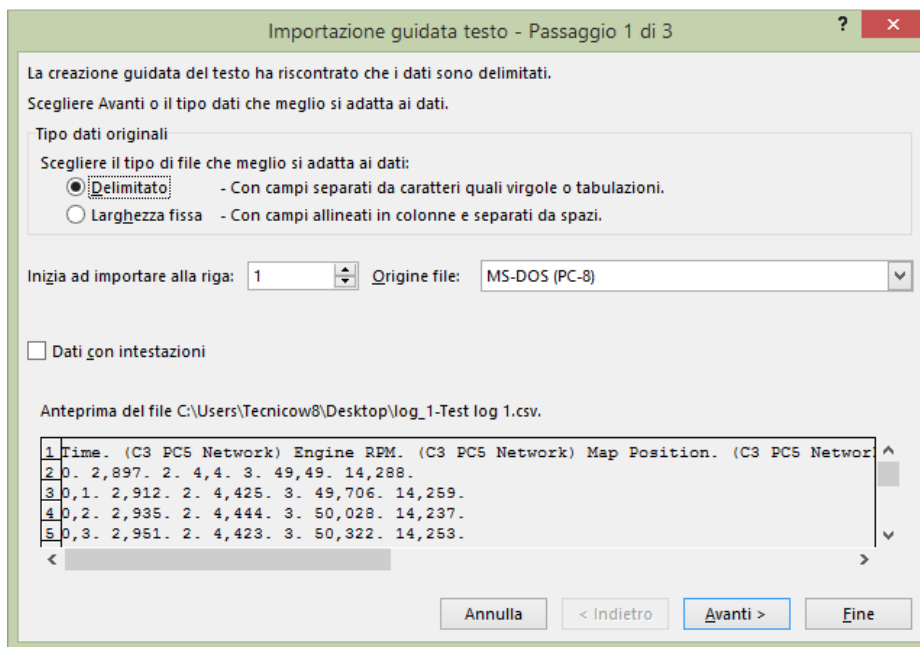 Importazione guidata testo - Passaggio 1 di 3
?
La creazione guidata del testo ha riscontrato che i dati sono delimitati.
Scegliere Avanti o il tipo dati che meglio si adatta ai dati.
Tipo dati originali
Scegliere il tipo di file che meglio si adatta ai dati:
Delimitato - Con campi separati da caratteri quali virgole o tabulazioni.
Larghezza fissa - Con campi allineati in colonne e separati da spazi.
Inizia ad importare alla riga: 1 Origine file: MS-DOS (PC-8)
Dati con intestazioni
Anteprima del file C:\Users\Tecnicow8\Desktop\log_1-Test log 1.csv.
1 Time. (C3 PC5 Network) Engine RPM. (C3 PC5 Network) Map Position. (C3 PC5 Networ
2 0. 2,897. 2. 4,4. 3. 49,49. 14,288.
3 0,1. 2,912. 2. 4,425. 3. 49,706. 14,259.
4 0,2. 2,935. 2. 4,444. 3. 50,028. 14,237.
5 0,3. 2,951. 2. 4,423. 3. 50,322. 14,253.
Annulla < Indietro Avanti > Fine